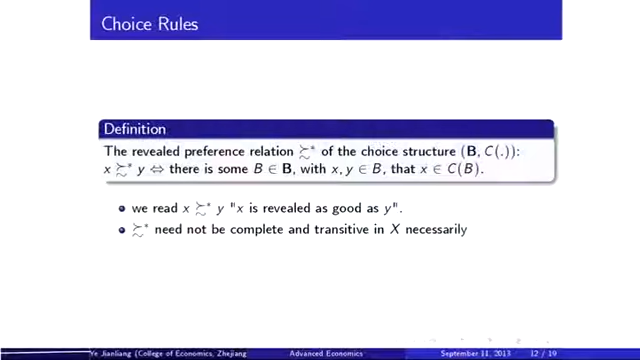 Choice Rules
Definition
The revealed preference relation ≿* of the choice structure (B, C(.)):
x ≿* y ⇔ there is some B ∈ B, with x, y ∈ B, that x ∈ C(B).
we read x ≿* y "x is revealed as good as y".
≿* need not be complete and transitive in X necessarily
Ye Jianliang (College of Economics, Zhejiang
Advanced Economics
September 11, 2013
12 / 19